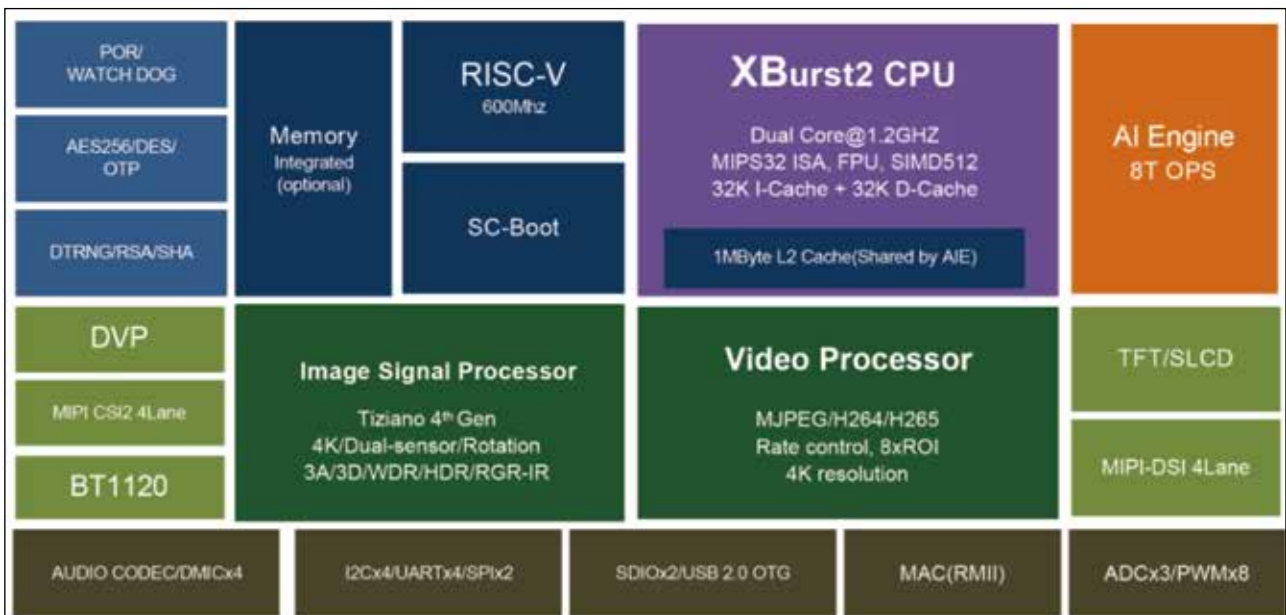 POR/
WATCH DOG
AES256/DES/
OTP
DTRNG/RSA/SHA
Memory
Integrated
(optional)
RISC-V
600Mhz
SC-Boot
XBurst2 CPU
Dual Core@1.2GHZ
MIPS32 ISA, FPU, SIMD512
32K I-Cache + 32K D-Cache
1MByte L2 Cache(Shared by AIE)
AI Engine
8T OPS
DVP
MIPI CSI2 4Lane
BT1120
Image Signal Processor
Tiziano 4th Gen
4K/Dual-sensor/Rotation
3A/3D/WDR/HDR/RGR-IR
Video Processor
MJPEG/H264/H265
Rate control, 8xROI
4K resolution
TFT/SLCD
MIPI-DSI 4Lane
AUDIO CODEC/DMICx4
I2Cx4/UARTx4/SPIx2
SDIOx2/USB 2.0 OTG
MAC(RMII)
ADCx3/PWMx8